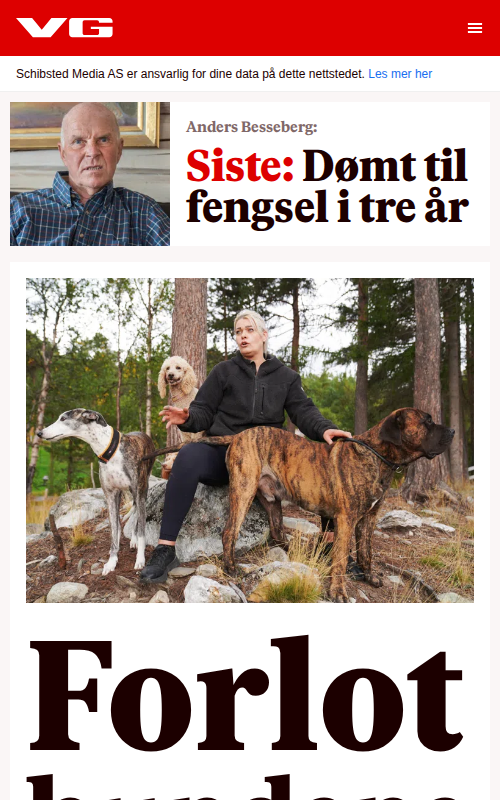 VG
Schibsted Media AS er ansvarlig for dine data på dette nettstedet. Les mer her
Anders Besseberg:
Siste: Dømt til
fengsel i tre år
Forlot